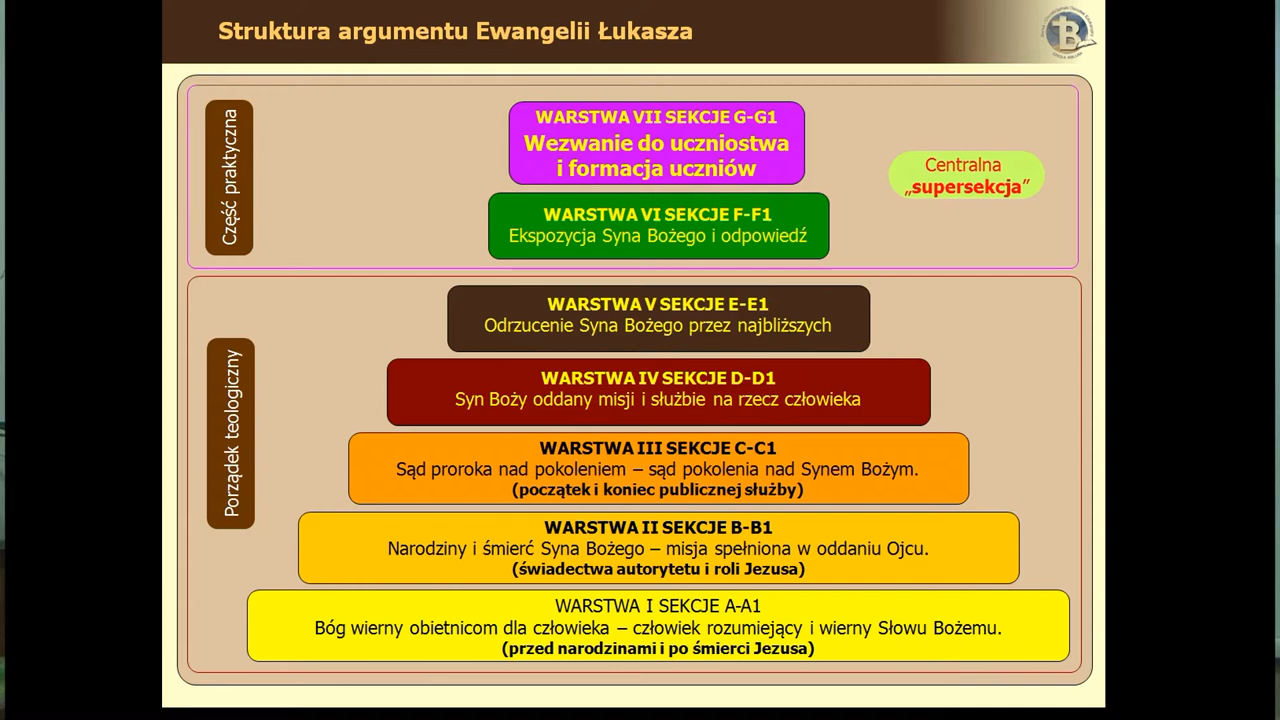 Struktura argumentu Ewangelii Łukasza
Część praktyczna
WARSTWA VII SEKCJE G-G1
Wezwanie do uczniostwa
i formacja uczniów
Centralna
„supersekcja”
WARSTWA VI SEKCJE F-F1
Ekspozycja Syna Bożego i odpowiedź
Porządek teologiczny
WARSTWA V SEKCJE E-E1
Odrzucenie Syna Bożego przez najbliższych
WARSTWA IV SEKCJE D-D1
Syn Boży oddany misji i służbie na rzecz człowieka
WARSTWA III SEKCJE C-C1
Sąd proroka nad pokoleniem – sąd pokolenia nad Synem Bożym.
(początek i koniec publicznej służby)
WARSTWA II SEKCJE B-B1
Narodziny i śmierć Syna Bożego – misja spełniona w oddaniu Ojcu.
(świadectwa autorytetu i roli Jezusa)
WARSTWA I SEKCJE A-A1
Bóg wierny obietnicom dla człowieka – człowiek rozumiejący i wierny Słowu Bożemu.
(przed narodzinami i po śmierci Jezusa)